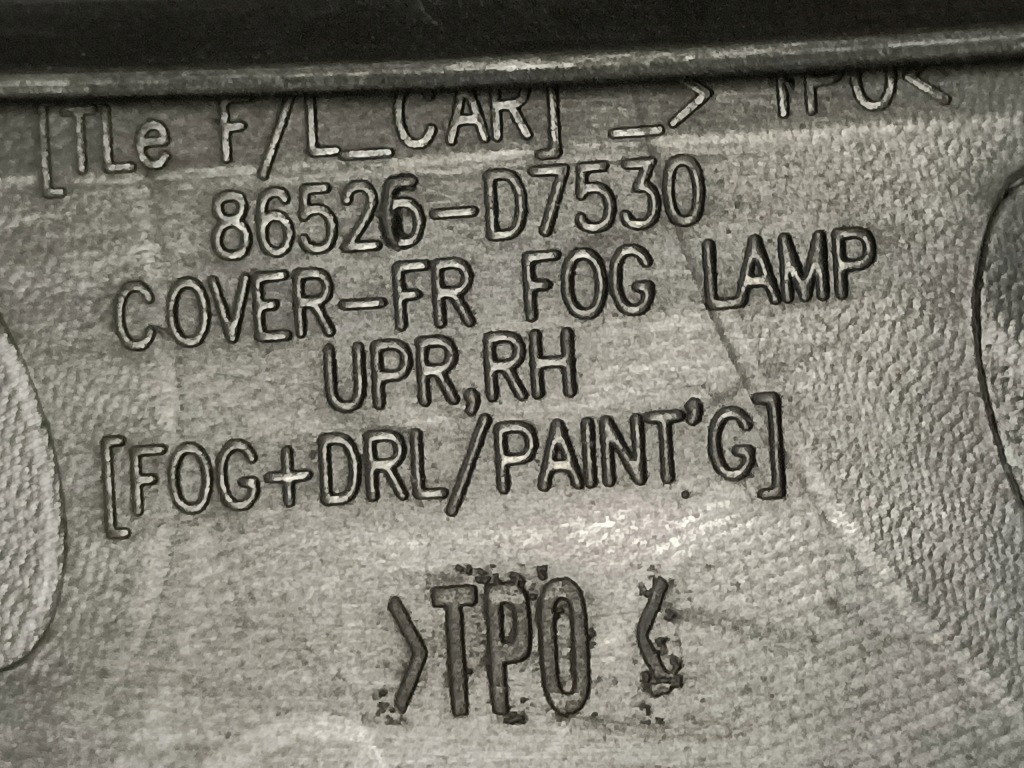 [TLe F/L_CAR] _> TPO<
86526-D7530
COVER-FR FOG LAMP
UPR,RH
[FOG+DRL/PAINT'G]
>TPO<